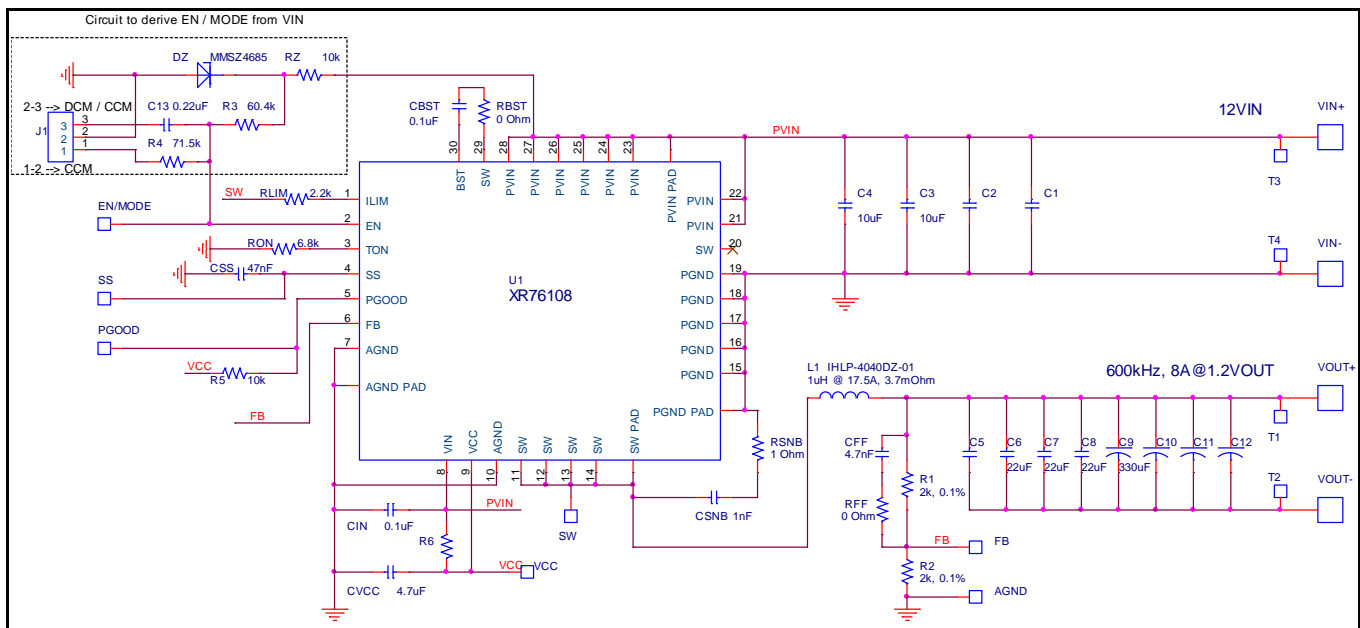 Circuit to derive EN / MODE from VIN
DZ MMSZ4685 RZ 10k
2-3 --> DCM / CCM
C13 0.22uF R3 60.4k
J1
3
2
1
R4 71.5k
1-2 --> CCM
CBST
0.1uF
RBST
0 Ohm
12VIN
VIN+
PVIN
30 29 28 27 26 25 24 23
BST SW PVIN PVIN PVIN PVIN PVIN PVIN PVIN PAD
T3
SW RLIM 2.2k 1 ILIM
EN/MODE 2 EN
RON 6.8k 3 TON
CSS 47nF 4 SS
SS
5 PGOOD
PGOOD
6 FB
7 AGND
VCC
R5 10k
AGND PAD
FB
U1
XR76108
PVIN 22
PVIN 21
SW 20
PGND 19
PGND 18
PGND 17
PGND 16
PGND 15
PGND PAD
C4
10uF
C3
10uF
C2
C1
T4
VIN-
VIN VCC AGND SW SW SW SW SW PAD
8 9 10 11 12 13 14
L1 IHLP-4040DZ-01
1uH @ 17.5A, 3.7mOhm
600kHz, 8A@1.2VOUT
VOUT+
T1
RSNB
1 Ohm
CSNB 1nF
CFF
4.7nF
R1
2k, 0.1%
RFF
0 Ohm
C5
C6
22uF
C7
22uF
C8
22uF
C9
330uF
C10
C11
C12
T2
VOUT-
PVIN
CIN 0.1uF
R6
SW
VCC VCC
CVCC 4.7uF
FB FB
R2
2k, 0.1%
AGND